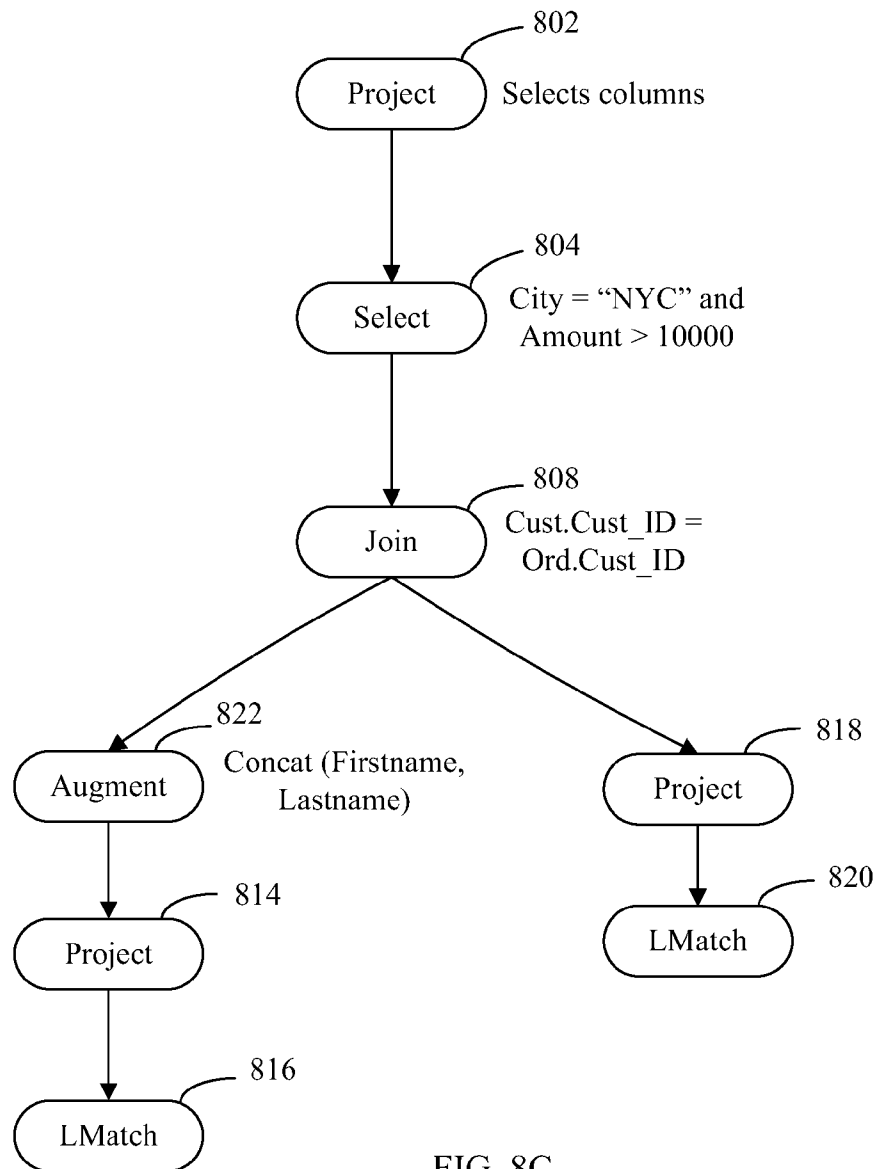 802
Project
Selects columns
804
Select
City = “NYC” and
Amount > 10000
808
Join
Cust.Cust_ID =
Ord.Cust_ID
822
Augment
Concat (Firstname,
Lastname)
818
Project
814
Project
820
LMatch
816
LMatch
FIG. 8C